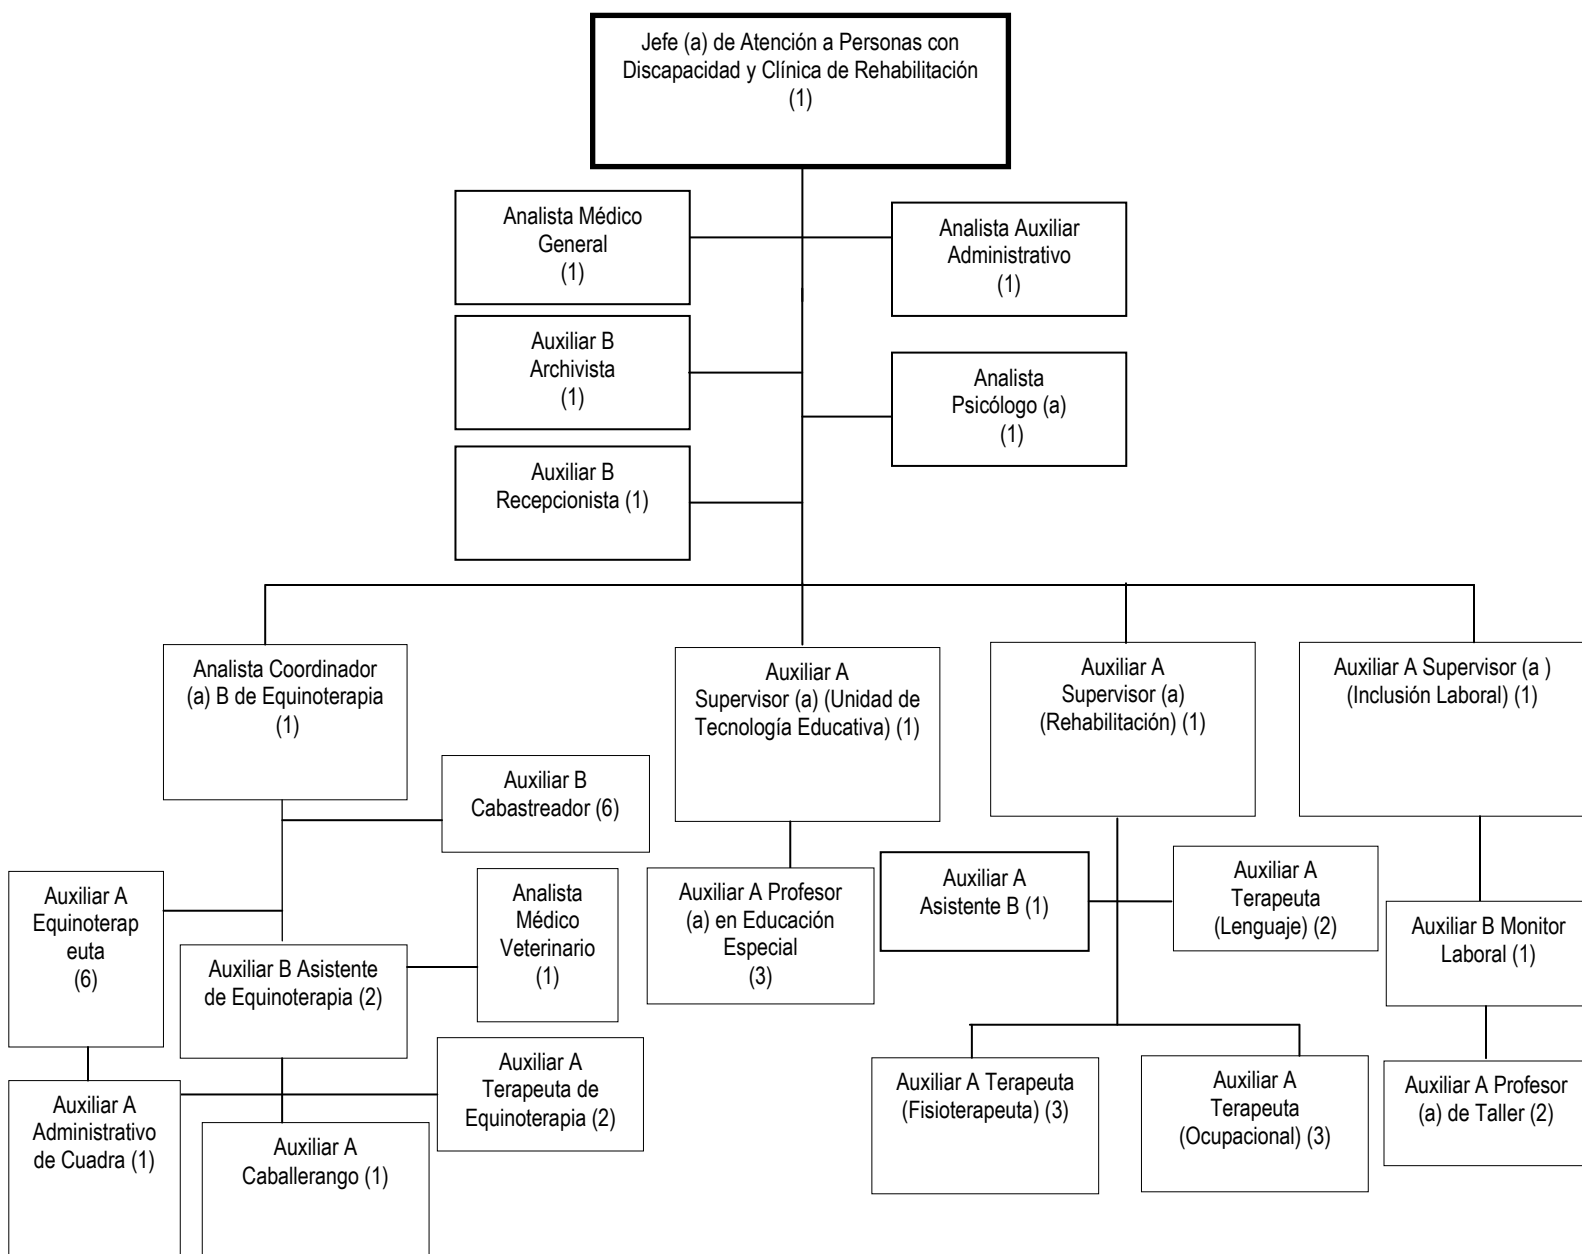 Jefe (a) de Atención a Personas con
Discapacidad y Clínica de Rehabilitación
(1)
Analista Médico
General
(1)
Analista Auxiliar
Administrativo
(1)
Auxiliar B
Archivista
(1)
Analista
Psicólogo (a)
(1)
Auxiliar B
Recepcionista (1)
Analista Coordinador
(a) B de Equinoterapia
(1)
Auxiliar A
Supervisor (a) (Unidad de
Tecnología Educativa) (1)
Auxiliar A
Supervisor (a)
(Rehabilitación) (1)
Auxiliar A Supervisor (a )
(Inclusión Laboral) (1)
Auxiliar B
Cabastreador (6)
Auxiliar A
Equinoterap
euta
(6)
Analista
Médico
Veterinario
(1)
Auxiliar A Profesor
(a) en Educación
Especial
(3)
Auxiliar A
Asistente B (1)
Auxiliar A
Terapeuta
(Lenguaje) (2)
Auxiliar B Monitor
Laboral (1)
Auxiliar B Asistente
de Equinoterapia (2)
Auxiliar A
Terapeuta de
Equinoterapia (2)
Auxiliar A Terapeuta
(Fisioterapeuta) (3)
Auxiliar A
Terapeuta
(Ocupacional) (3)
Auxiliar A Profesor
(a) de Taller (2)
Auxiliar A
Administrativo
de Cuadra (1)
Auxiliar A
Caballerango (1)